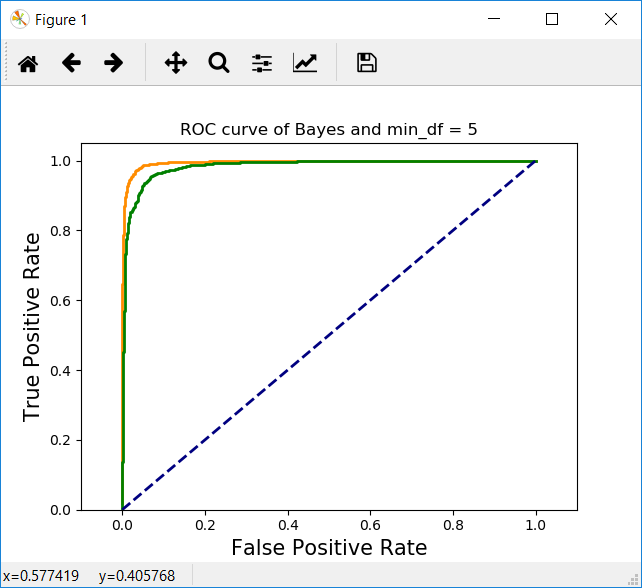 Figure 1
ROC curve of Bayes and min_df = 5
True Positive Rate
1.0
0.8
0.6
0.4
0.2
0.0
0.0 0.2 0.4 0.6 0.8 1.0
False Positive Rate
x=0.577419 y=0.405768